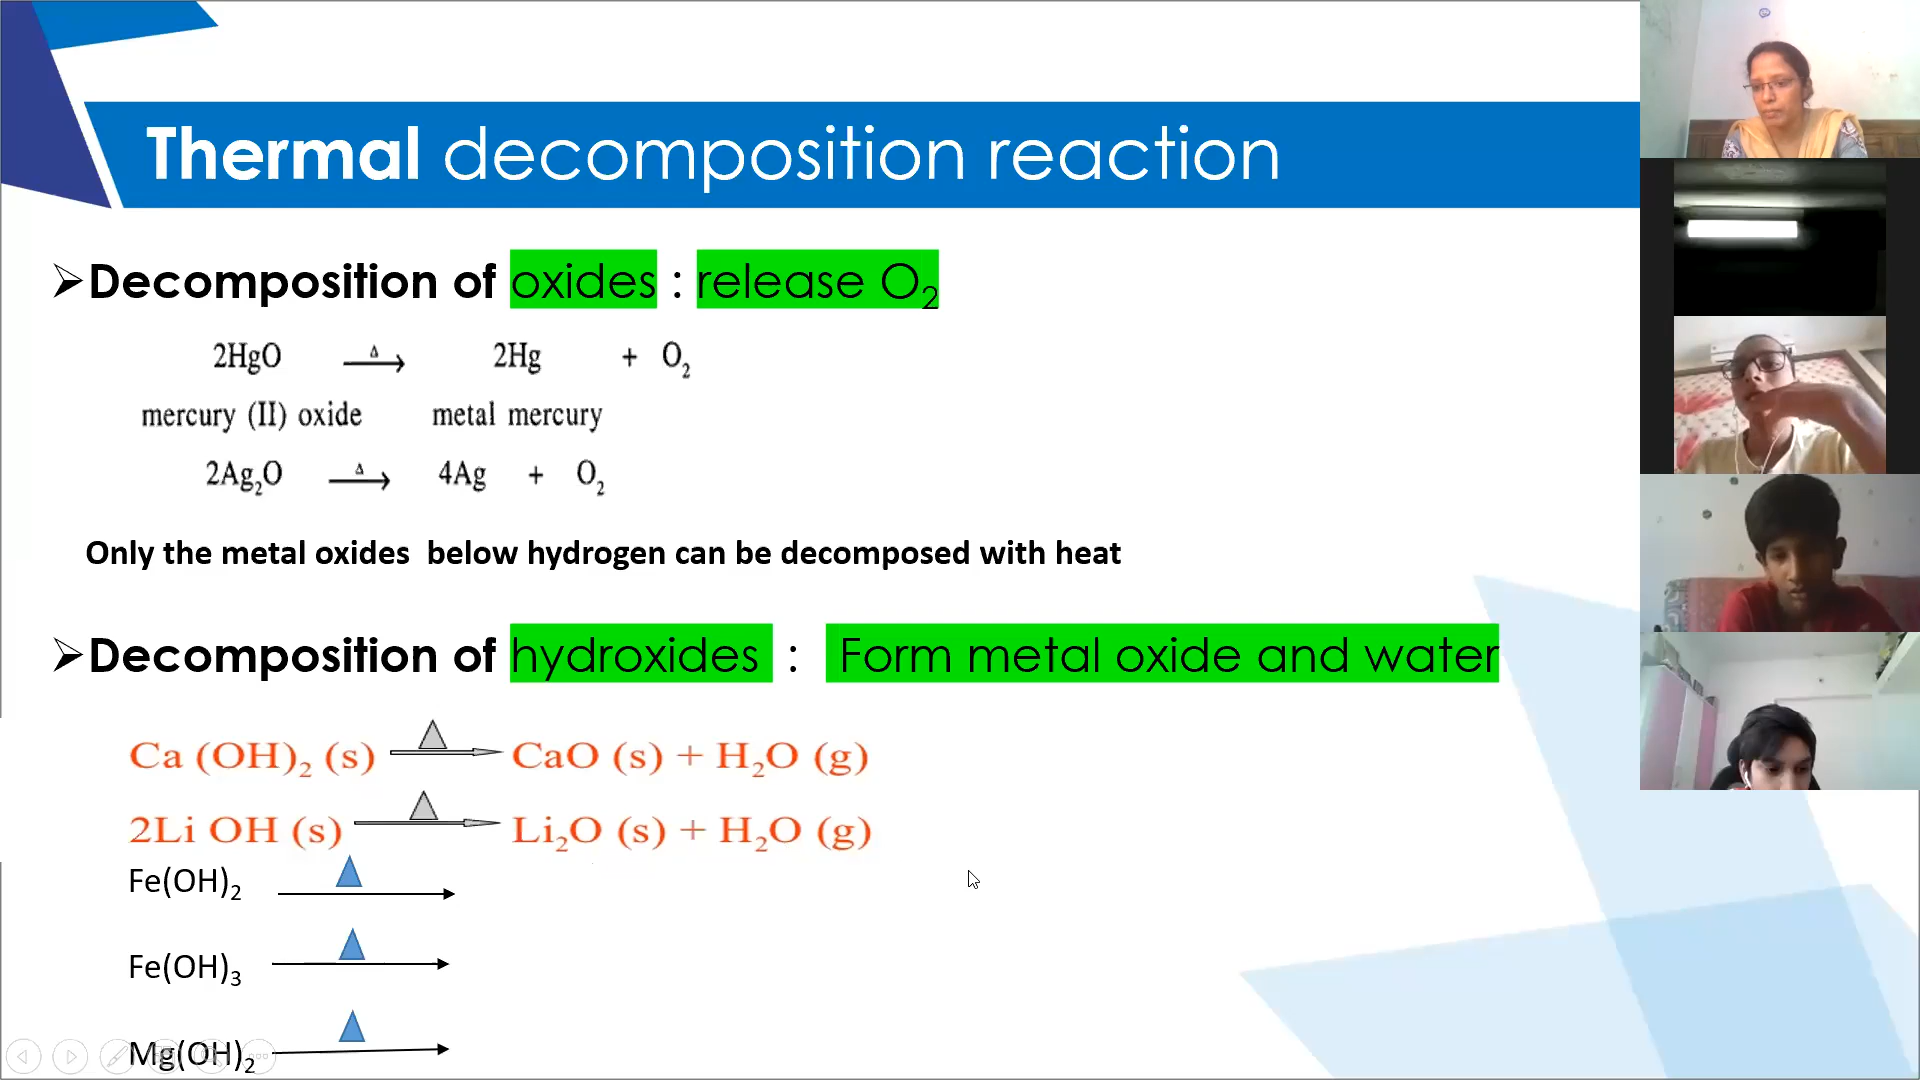 Thermal decomposition reaction
➢Decomposition of oxides : release O₂
2HgO →Δ 2Hg + O₂
mercury (II) oxide metal mercury
2Ag₂O →Δ 4Ag + O₂
Only the metal oxides below hydrogen can be decomposed with heat
➢Decomposition of hydroxides : Form metal oxide and water
Ca (OH)₂ (s) → CaO (s) + H₂O (g)
2Li OH (s) → Li₂O (s) + H₂O (g)
Fe(OH)₂ →
Fe(OH)₃ →
Mg(OH)₂ →